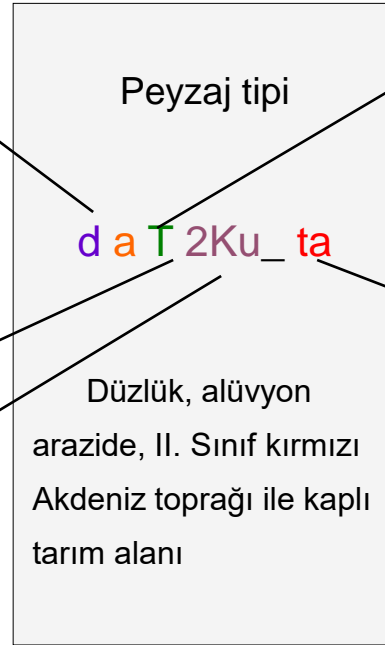 Peyzaj tipi
d a T 2Ku_ ta
Düzlük, alüvyon
arazide, II. Sınıf kırmızı
Akdeniz toprağı ile kaplı
tarım alanı